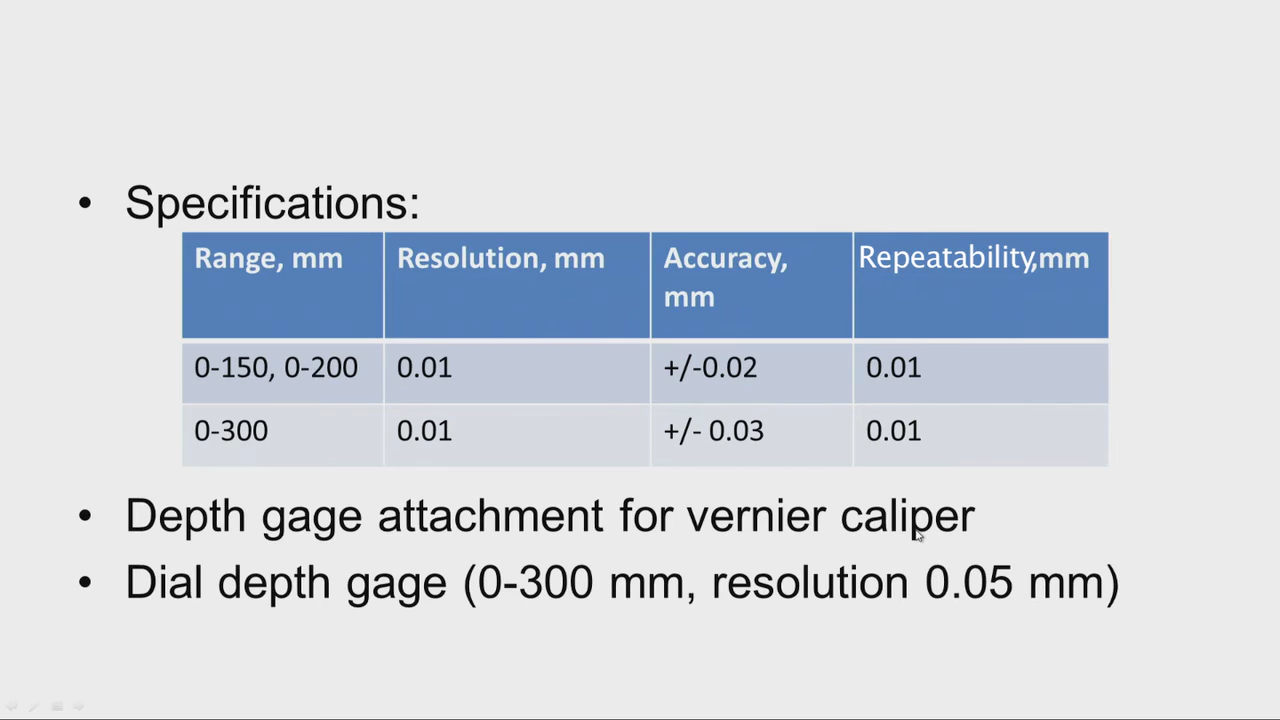 • Specifications:
Range, mm Resolution, mm Accuracy, mm Repeatability,mm
0-150, 0-200 0.01 +/-0.02 0.01
0-300 0.01 +/- 0.03 0.01
• Depth gage attachment for vernier caliper
• Dial depth gage (0-300 mm, resolution 0.05 mm)